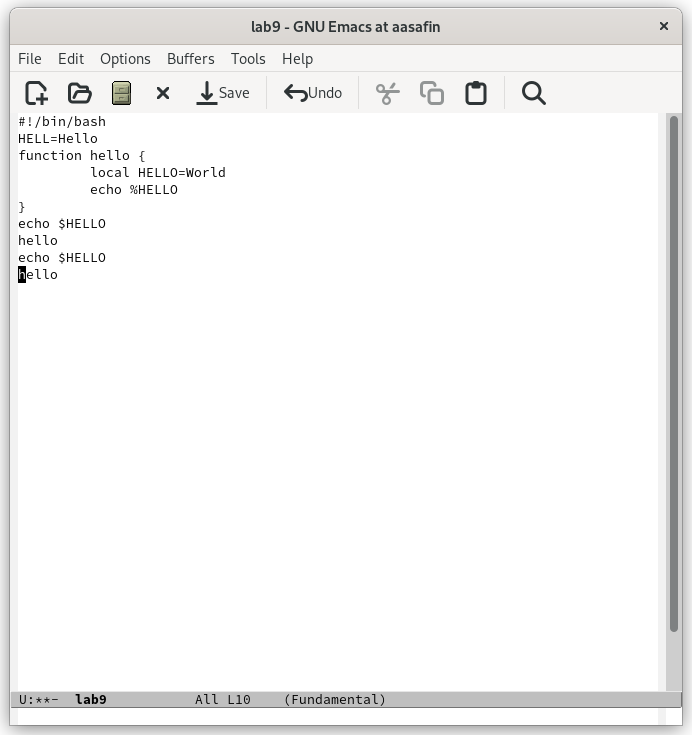 lab9 - GNU Emacs at aasafin
File Edit Options Buffers Tools Help
Save Undo
#!/bin/bash
HELL=Hello
function hello {
         local HELLO=World
         echo %HELLO
}
echo $HELLO
hello
echo $HELLO
hello
U:**-  lab9           All L10    (Fundamental)